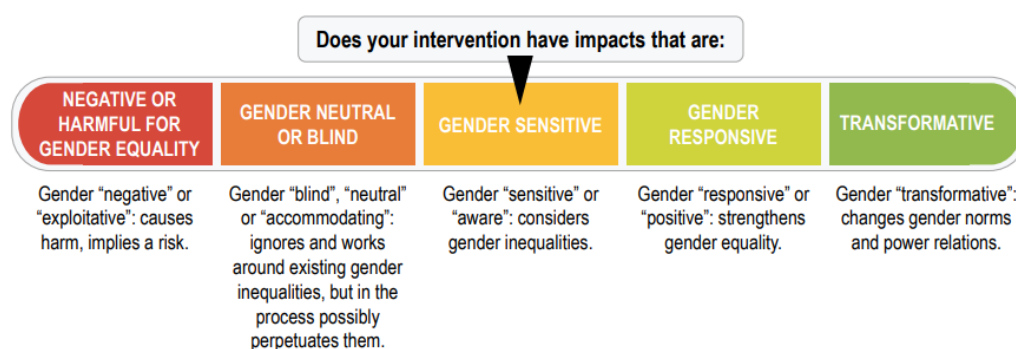 Does your intervention have impacts that are:
NEGATIVE OR
HARMFUL FOR
GENDER EQUALITY
GENDER NEUTRAL
OR BLIND
GENDER SENSITIVE
GENDER
RESPONSIVE
TRANSFORMATIVE
Gender “negative” or
“exploitative”: causes
harm, implies a risk.
Gender “blind”, “neutral”
or “accommodating”:
ignores and works
around existing gender
inequalities, but in the
process possibly
perpetuates them.
Gender “sensitive” or
“aware”: considers
gender inequalities.
Gender “responsive” or
“positive”: strengthens
gender equality.
Gender “transformative”:
changes gender norms
and power relations.